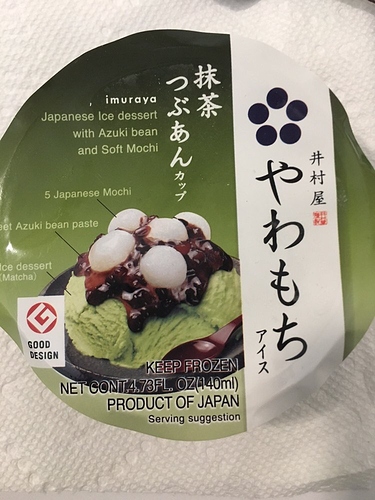 imuraya
Japanese Ice dessert
with Azuki bean
and Soft Mochi
抹茶
つぶあんカップ
井村屋
やわもち
アイス
5 Japanese Mochi
eet Azuki bean paste
Ice dessert
(Matcha)
GOOD
DESIGN
KEEP FROZEN
NET CONT.4.73FL. OZ(140ml)
PRODUCT OF JAPAN
Serving suggestion